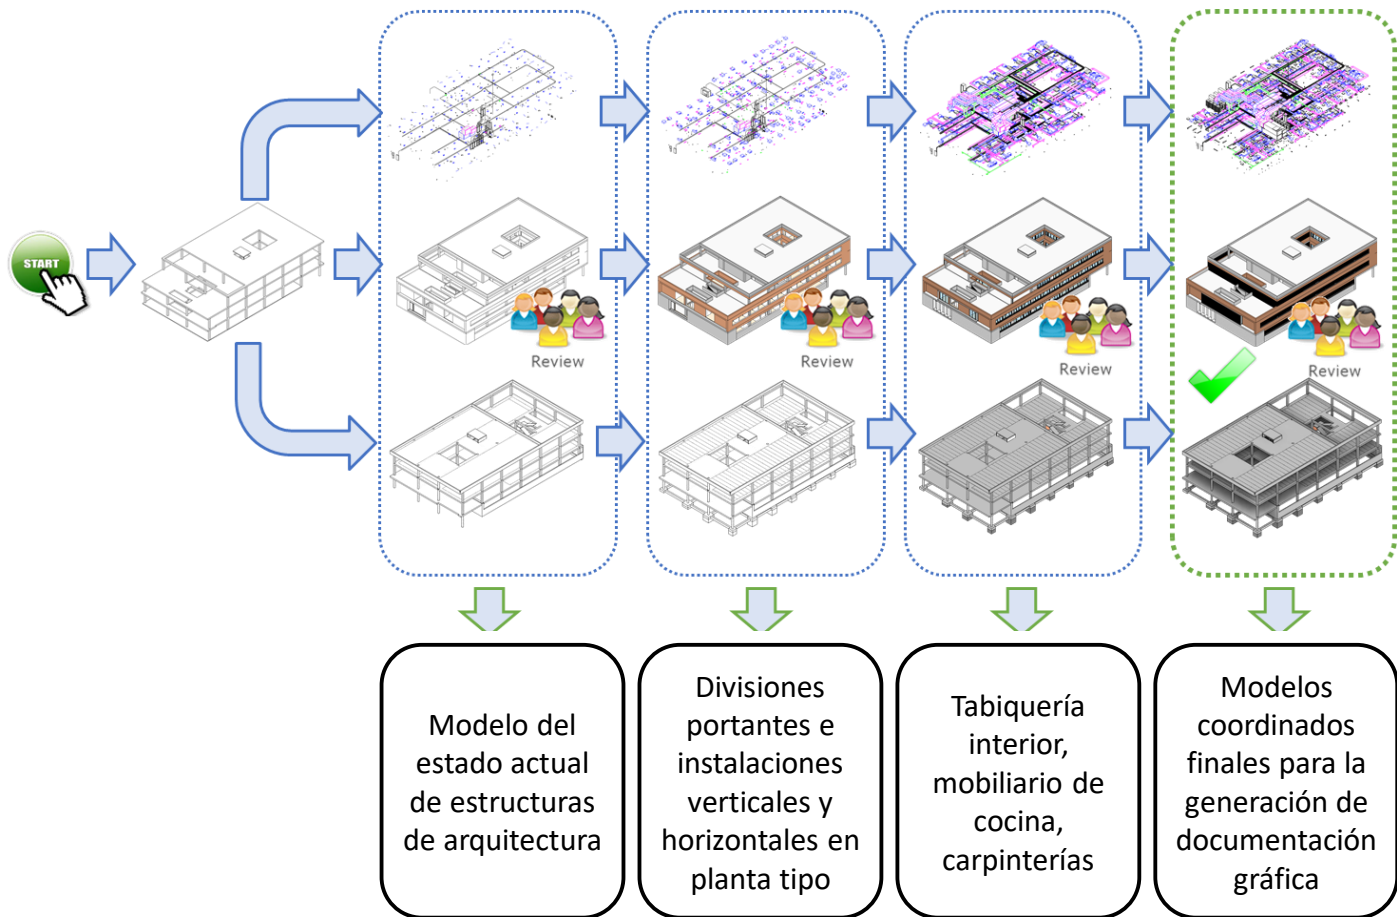 START
Review
Review
Review
Review
Modelo del
estado actual
de estructuras
de arquitectura
Divisiones
portantes e
instalaciones
verticales y
horizontales en
planta tipo
Tabiquería
interior,
mobiliario de
cocina,
carpinterías
Modelos
coordinados
finales para la
generación de
documentación
gráfica